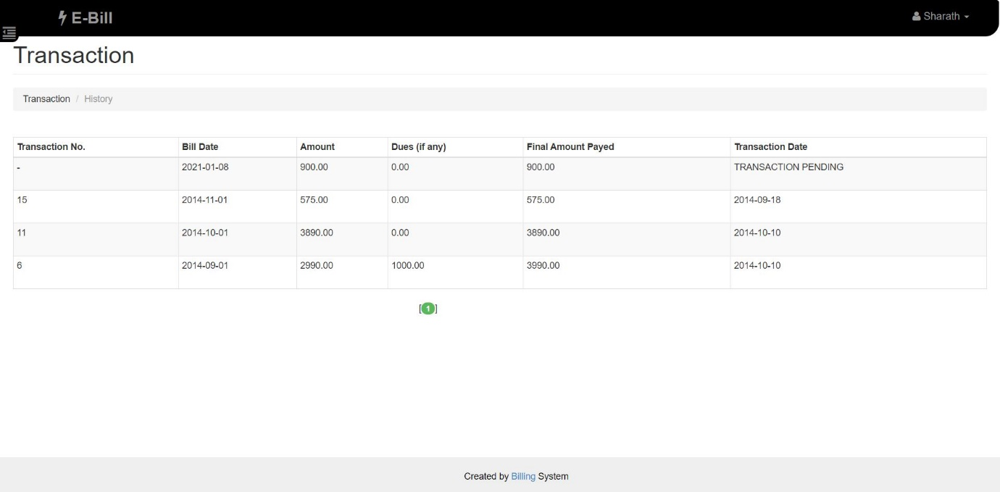 E-Bill Sharath
Transaction
Transaction / History
Transaction No. Bill Date Amount Dues (if any) Final Amount Payed Transaction Date
- 2021-01-08 900.00 0.00 900.00 TRANSACTION PENDING
15 2014-11-01 575.00 0.00 575.00 2014-09-18
11 2014-10-01 3890.00 0.00 3890.00 2014-10-10
6 2014-09-01 2990.00 1000.00 3990.00 2014-10-10
[1]
Created by Billing System